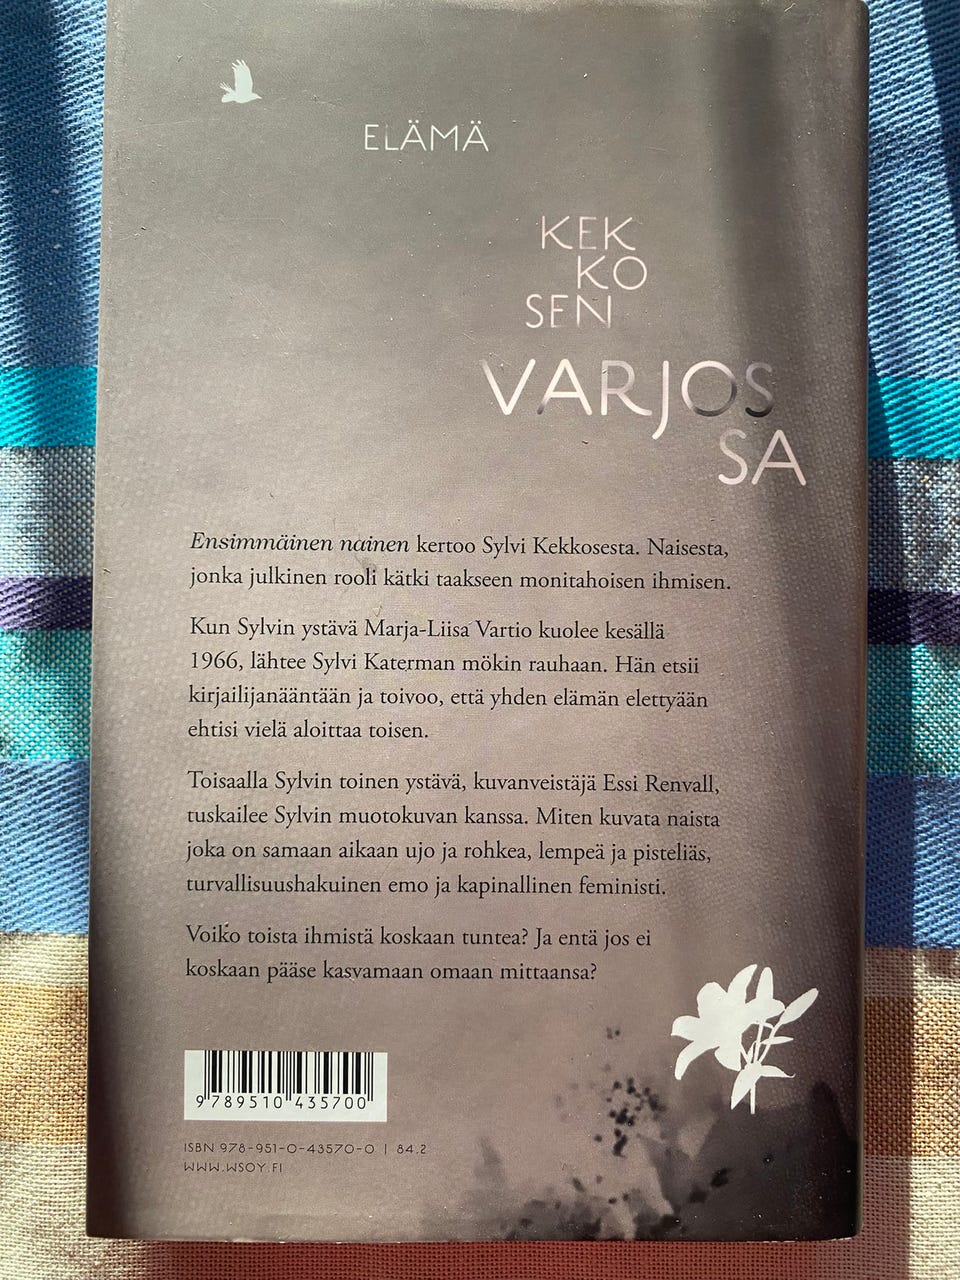 ELÄMÄ
KEK
KO
SEN
VARJOS
SA
Ensimmäinen nainen kertoo Sylvi Kekkosesta. Naisesta,
jonka julkinen rooli kätki taakseen monitahoisen ihmisen.
Kun Sylvin ystävä Marja-Liisa Vartio kuolee kesällä
1966, lähtee Sylvi Katerman mökin rauhaan. Hän etsii
kirjailijanääntään ja toivoo, että yhden elämän elettyään
ehtisi vielä aloittaa toisen.
Toisaalla Sylvin toinen ystävä, kuvanveistäjä Essi Renvall,
tuskailee Sylvin muotokuvan kanssa. Miten kuvata naista
joka on samaan aikaan ujo ja rohkea, lempeä ja pisteliäs,
turvallisuushakuinen emo ja kapinallinen feministi.
Voiko toista ihmistä koskaan tuntea? Ja entä jos ei
koskaan pääse kasvamaan omaan mittaansa?
9 789510 435700
ISBN 978-951-0-43570-0 | 84.2
WWW.WSOY.FI